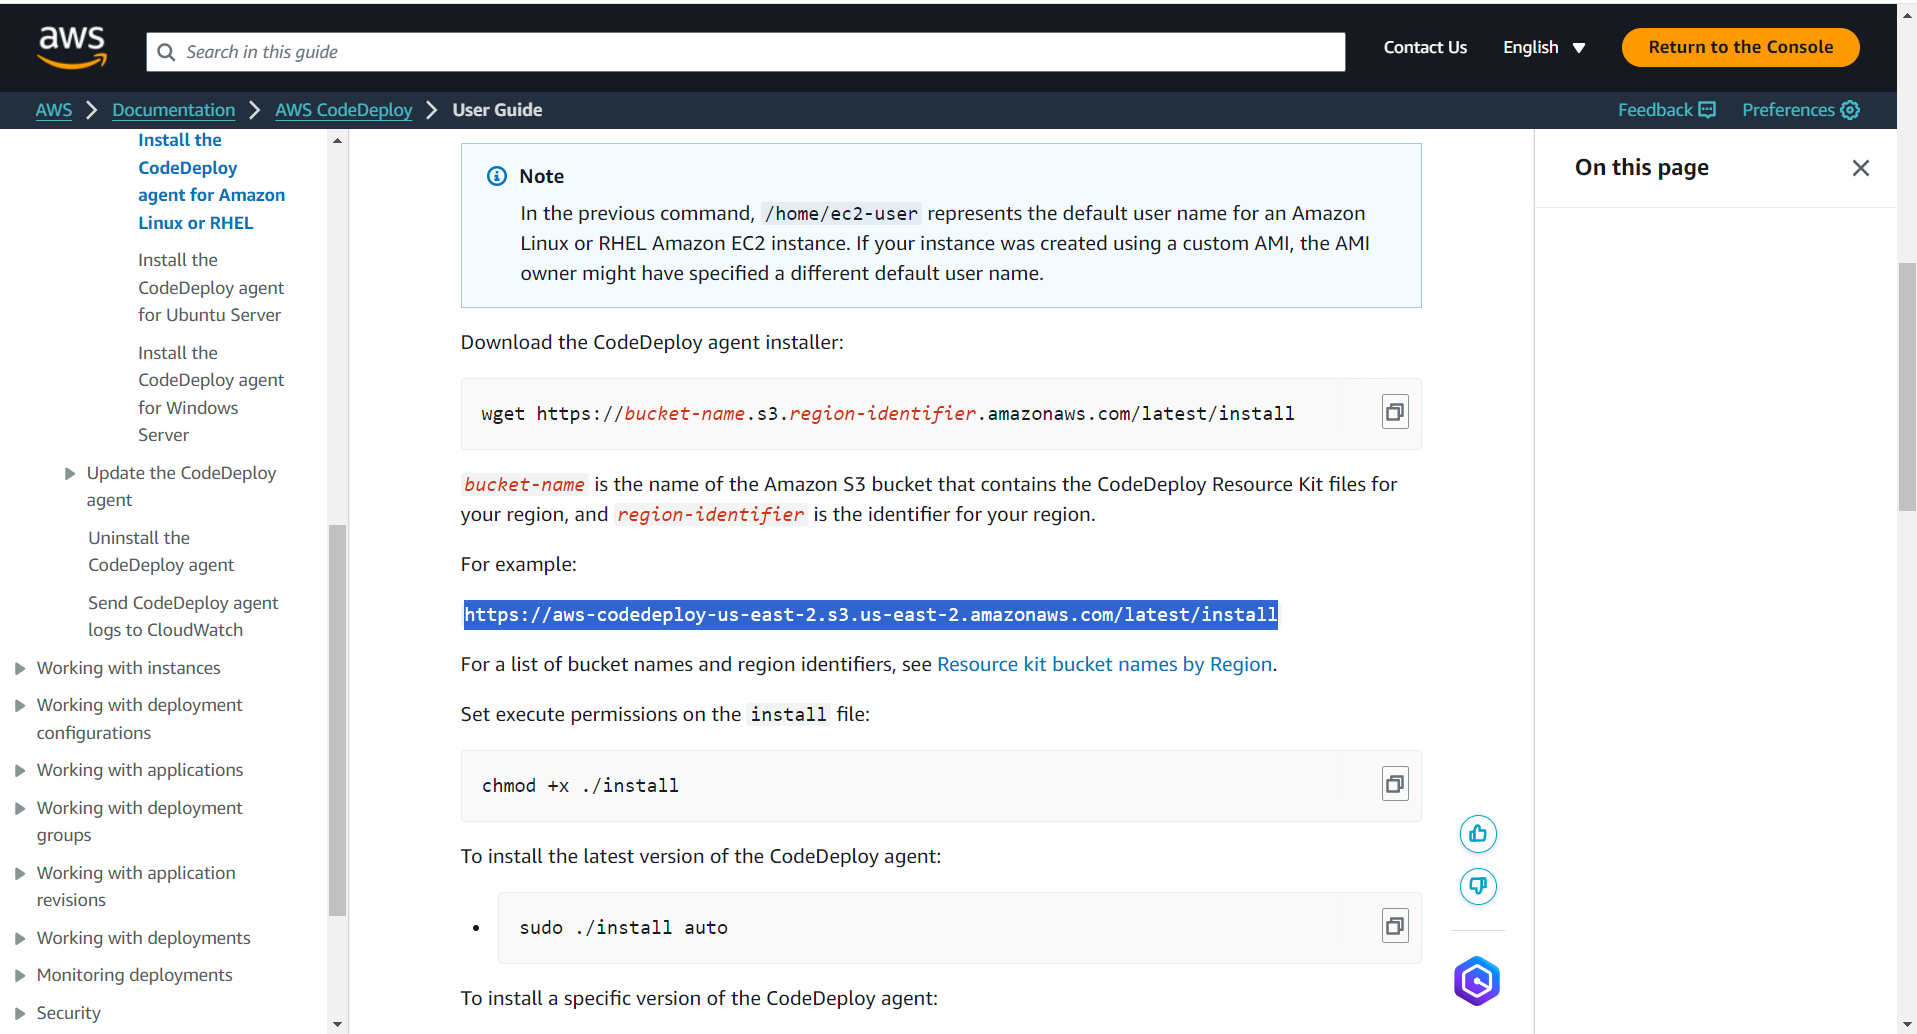 aws
Search in this guide
Contact Us
English
Return to the Console
AWS
Documentation
AWS CodeDeploy
User Guide
Feedback
Preferences
Install the
CodeDeploy
agent for Amazon
Linux or RHEL
Install the
CodeDeploy agent
for Ubuntu Server
Install the
CodeDeploy agent
for Windows
Server
Update the CodeDeploy
agent
Uninstall the
CodeDeploy agent
Send CodeDeploy agent
logs to CloudWatch
Working with instances
Working with deployment
configurations
Working with applications
Working with deployment
groups
Working with application
revisions
Working with deployments
Monitoring deployments
Security
Note
In the previous command, /home/ec2-user represents the default user name for an Amazon
Linux or RHEL Amazon EC2 instance. If your instance was created using a custom AMI, the AMI
owner might have specified a different default user name.
Download the CodeDeploy agent installer:
wget https://bucket-name.s3.region-identifier.amazonaws.com/latest/install
bucket-name is the name of the Amazon S3 bucket that contains the CodeDeploy Resource Kit files for
your region, and region-identifier is the identifier for your region.
For example:
https://aws-codedeploy-us-east-2.s3.us-east-2.amazonaws.com/latest/install
For a list of bucket names and region identifiers, see Resource kit bucket names by Region.
Set execute permissions on the install file:
chmod +x ./install
To install the latest version of the CodeDeploy agent:
• sudo ./install auto
To install a specific version of the CodeDeploy agent:
On this page